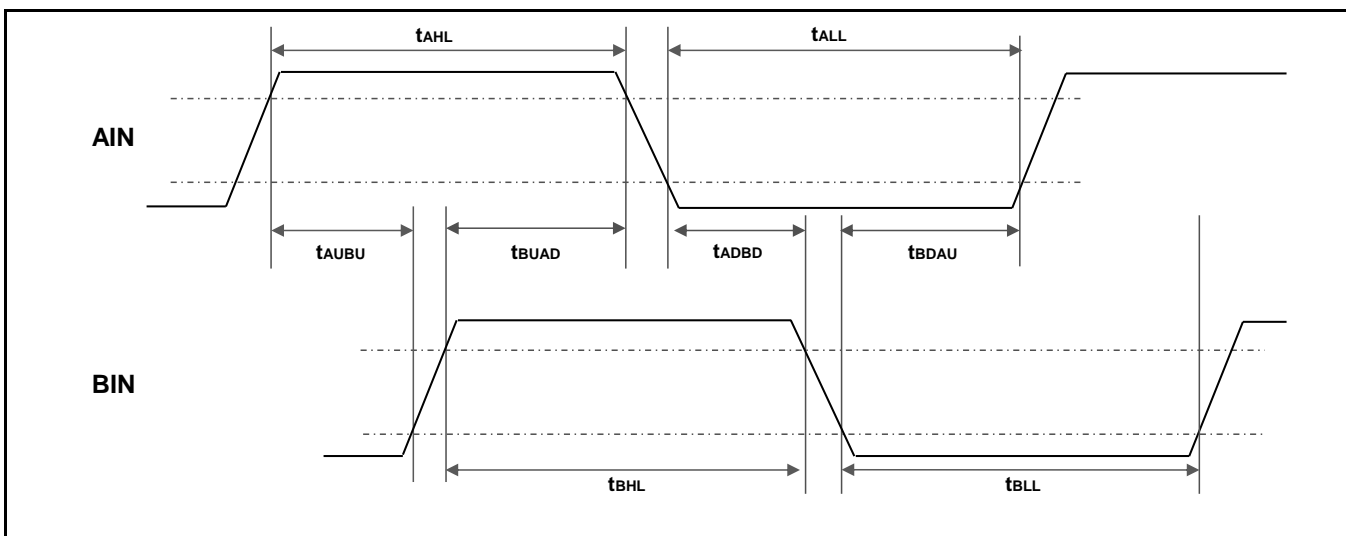 tAHL tALL
AIN
tAUBU tBUAD tADBD tBDAU
BIN
tBHL tBLL